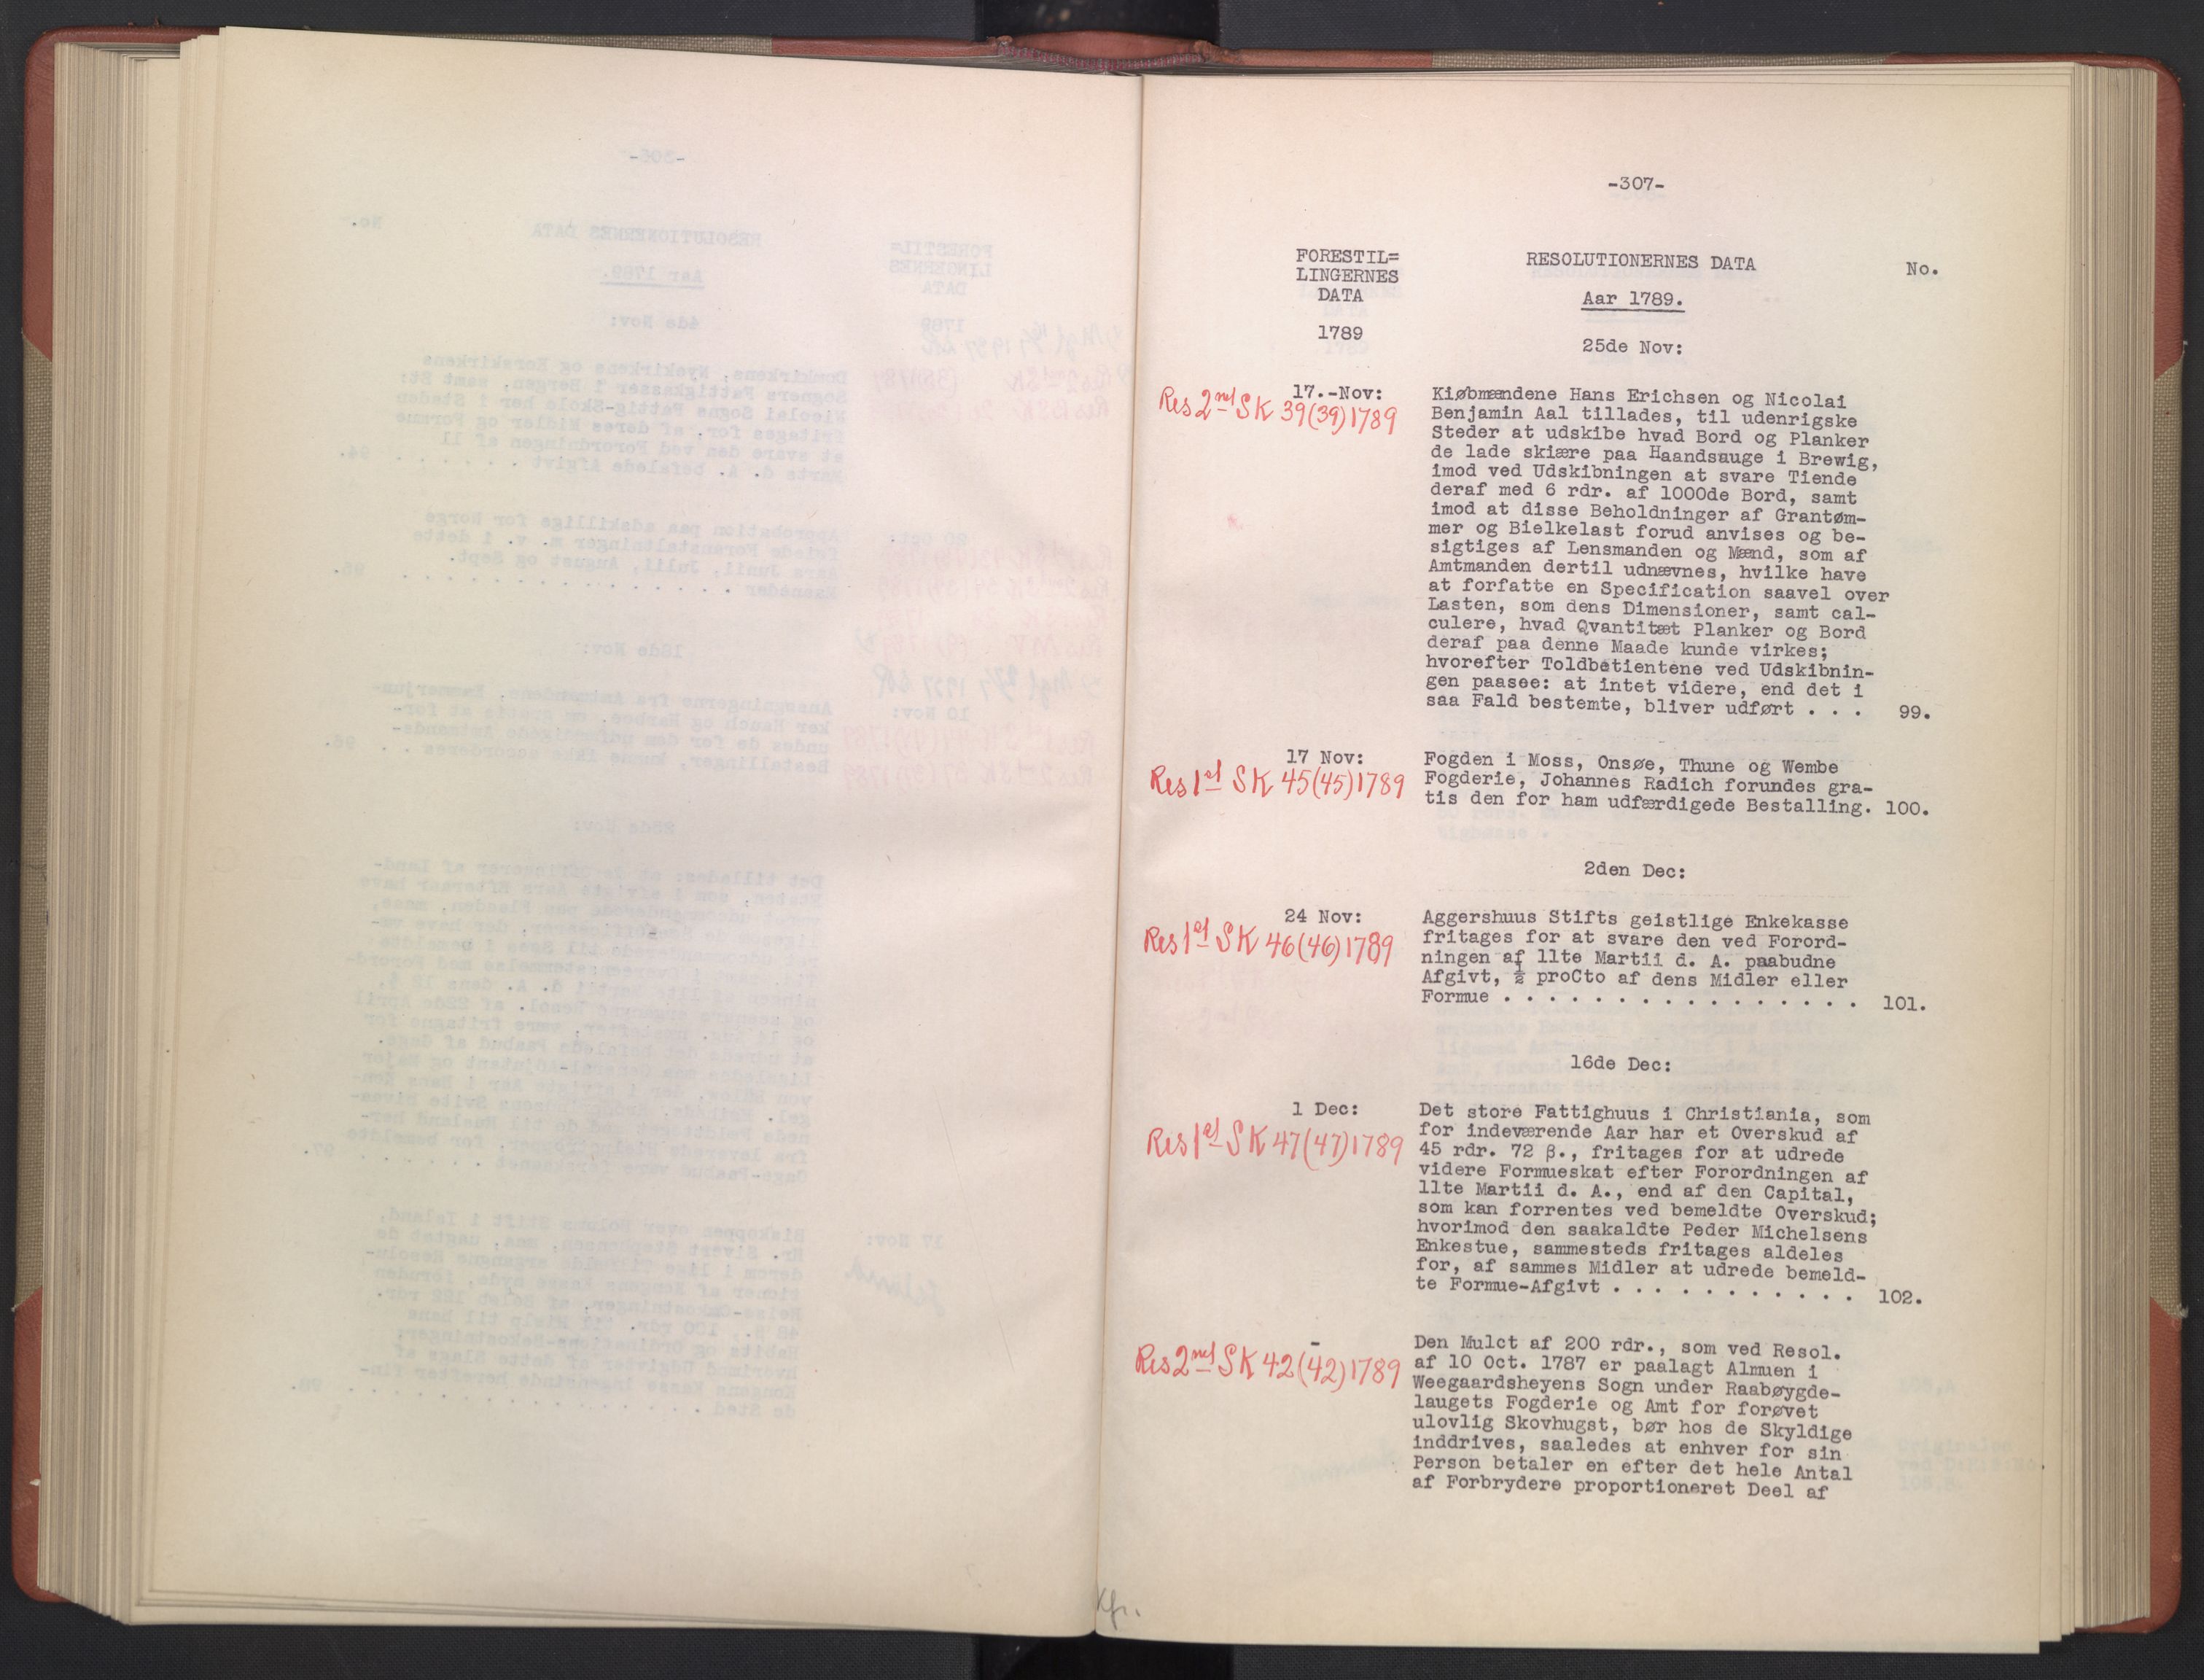 -307-
FORESTIL=
LINGERNES
DATA
1789
RESOLUTIONERNES DATA
Aar 1789.
No.
25de Nov:
17.-Nov:
Res 2net SK 39(39)1789
Kiøbmændene Hans Erichsen og Nicolai
Benjamin Aal tillades, til udenrigske
Steder at udskibe hvad Bord og Planker
de lade skiære paa Haandsauge i Brewig,
imod ved Udskibningen at svare Tiende
deraf med 6 rdr. af 1000de Bord, samt
imod at disse Beholdninger af Grantøm-
mer og Bielkelast forud anvises og be-
sigtiges af Lensmanden og Mænd, som af
Amtmanden dertil udnævnes, hvilke have
at forfatte en Specification saavel over
Lasten, som dens Dimensioner, samt cal-
culere, hvad Qvantitæt Planker og Bord
deraf paa denne Maade kunde virkes;
hvorefter Toldbetientene ved Udskibnin-
gen paasee: at intet videre, end det i
saa Fald bestemte, bliver udført . . . 99.
17 Nov:
Res 1et SK 45(45)1789
Fogden i Moss, Onsøe, Thune og Wembe
Fogderie, Johannes Radich forundes gra-
tis den for ham udfærdigede Bestalling. 100.
2den Dec:
24 Nov:
Res 1et SK 46(46)1789
Aggershuus Stifts geistlige Enkekasse
fritages for at svare den ved Forord-
ningen af 11te Martii d. A. paabudne
Afgivt, ½ proCto af dens Midler eller
Formue . . . . . . . . . . . . . . . . 101.
16de Dec:
1 Dec:
Res 1et SK 47(47)1789
Det store Fattighuus i Christiania, som
for indeværende Aar har et Overskud af
45 rdr. 72 β., fritages for at udrede
videre Formueskat efter Forordningen af
11te Martii d. A., end af den Capital,
som kan forrentes ved bemeldte Overskud;
hvorimod den saakaldte Peder Michelsens
Enkestue, sammesteds fritages aldeles
for, af sammes Midler at udrede bemeld-
te Formue-Afgivt . . . . . . . . . . . 102.
-
Res 2net SK 42(42)1789
Den Mulct af 200 rdr., som ved Resol.
af 10 Oct. 1787 er paalagt Almuen i
Weegaardsheyens Sogn under Raabøygde-
laugets Fogderie og Amt for forøvet
ulovlig Skovhugst, bør hos de Skyldige
inddrives, saaledes at enhver for sin
Person betaler en efter det hele Antal
af Forbrydere proportioneret Deel af
Kfr.